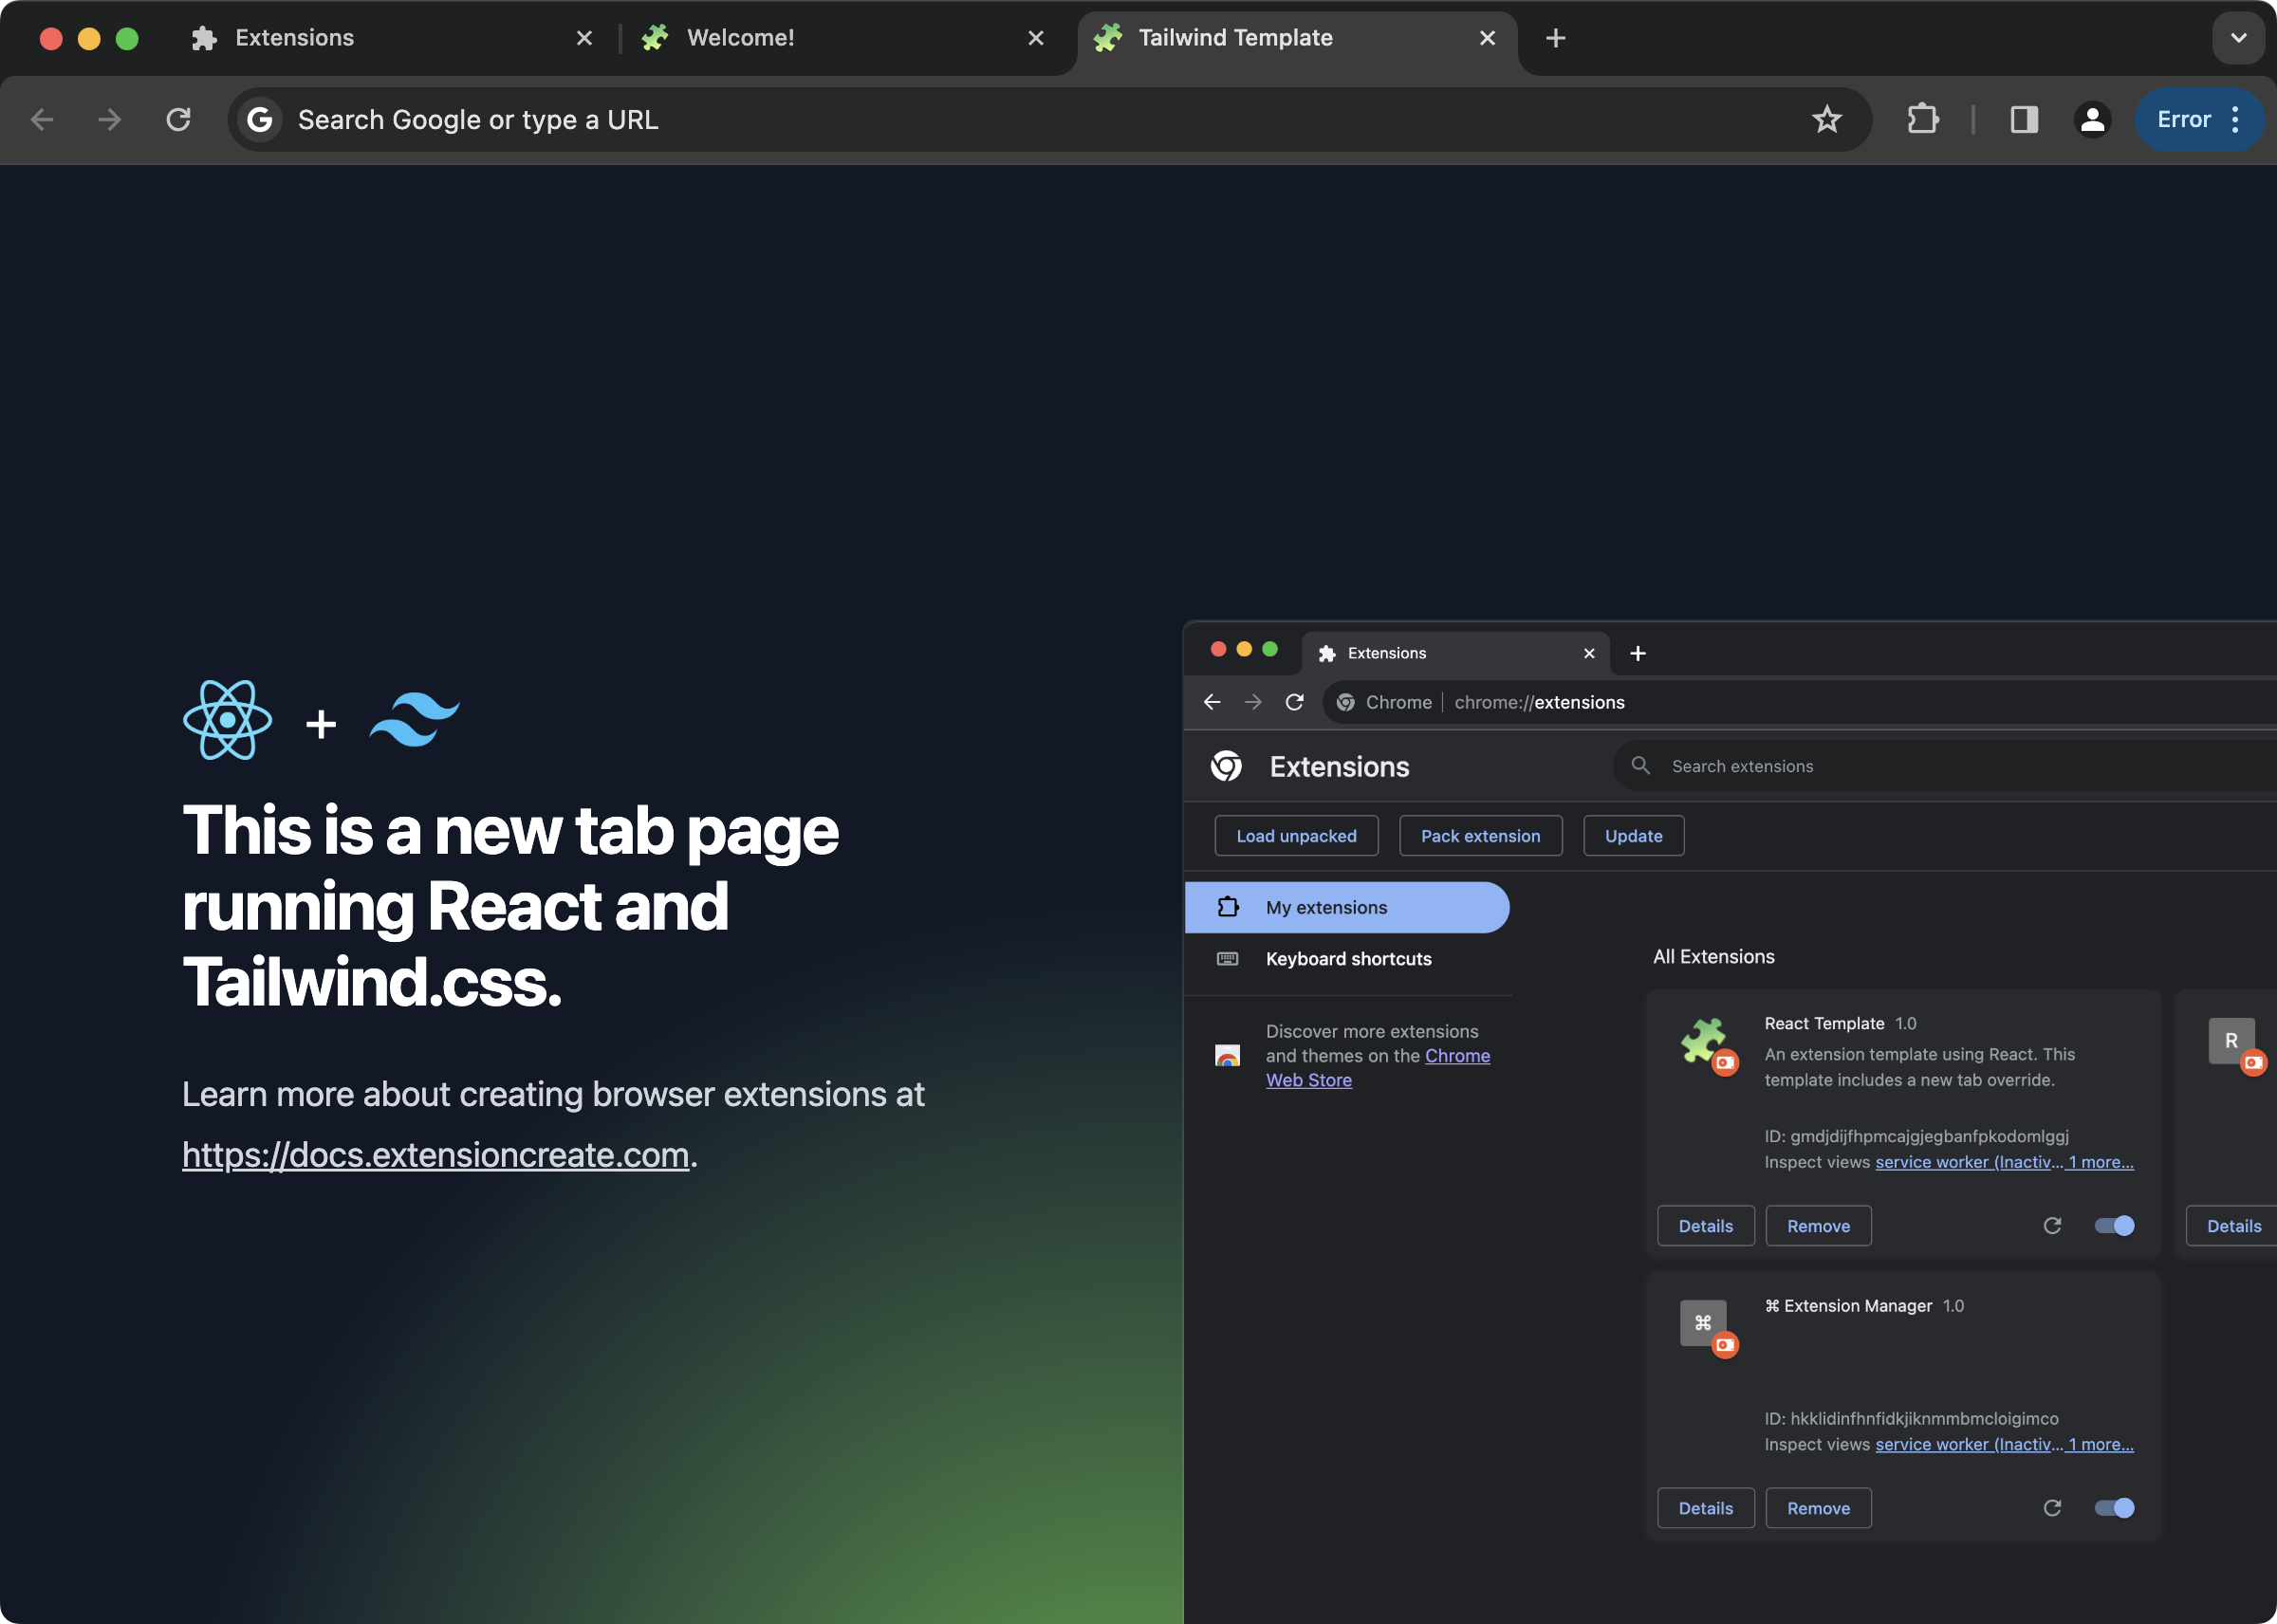 Extensions
Welcome!
Tailwind Template
Search Google or type a URL
Error
This is a new tab page
running React and
Tailwind.css.
Learn more about creating browser extensions at
https://docs.extensioncreate.com.
Extensions
Chrome
chrome://extensions
Extensions
Search extensions
Load unpacked
Pack extension
Update
My extensions
Keyboard shortcuts
Discover more extensions
and themes on the Chrome
Web Store
All Extensions
React Template 1.0
An extension template using React. This
template includes a new tab override.
ID: gmdjdijfhpmcajgjegbanfpkodomlggj
Inspect views service worker (Inactiv... 1 more...
Details
Remove
R
Details
⌘
⌘ Extension Manager 1.0
ID: hkklidinfhnfidkjiknmmbmcloigimco
Inspect views service worker (Inactiv... 1 more...
Details
Remove